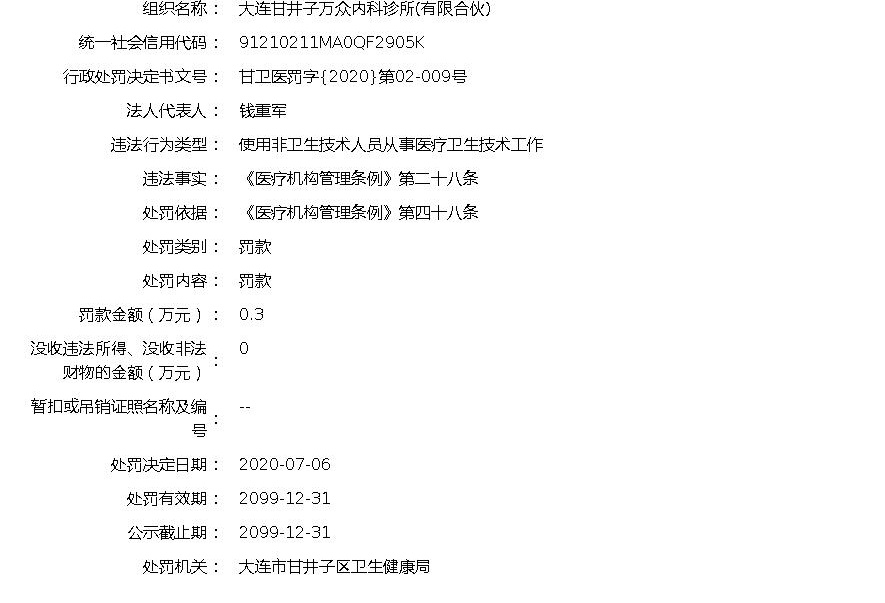 组织名称： 大连甘井子万众内科诊所(有限合伙)
统一社会信用代码： 91210211MA0QF2905K
行政处罚决定书文号： 甘卫医罚字{2020}第02-009号
法人代表人： 钱重军
违法行为类型： 使用非卫生技术人员从事医疗卫生技术工作
违法事实： 《医疗机构管理条例》第二十八条
处罚依据： 《医疗机构管理条例》第四十八条
处罚类别： 罚款
处罚内容： 罚款
罚款金额（万元）： 0.3
没收违法所得、没收非法
财物的金额（万元）： 0
暂扣或吊销证照名称及编
号： --
处罚决定日期： 2020-07-06
处罚有效期： 2099-12-31
公示截止期： 2099-12-31
处罚机关： 大连市甘井子区卫生健康局